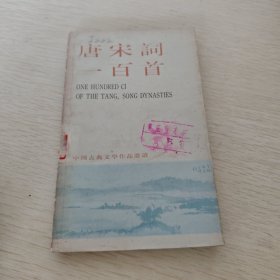 唐宋詞
一百首
ONE HUNDRED CI
OF THE TANG, SONG DYNASTIES
中國古典文學作品選讀